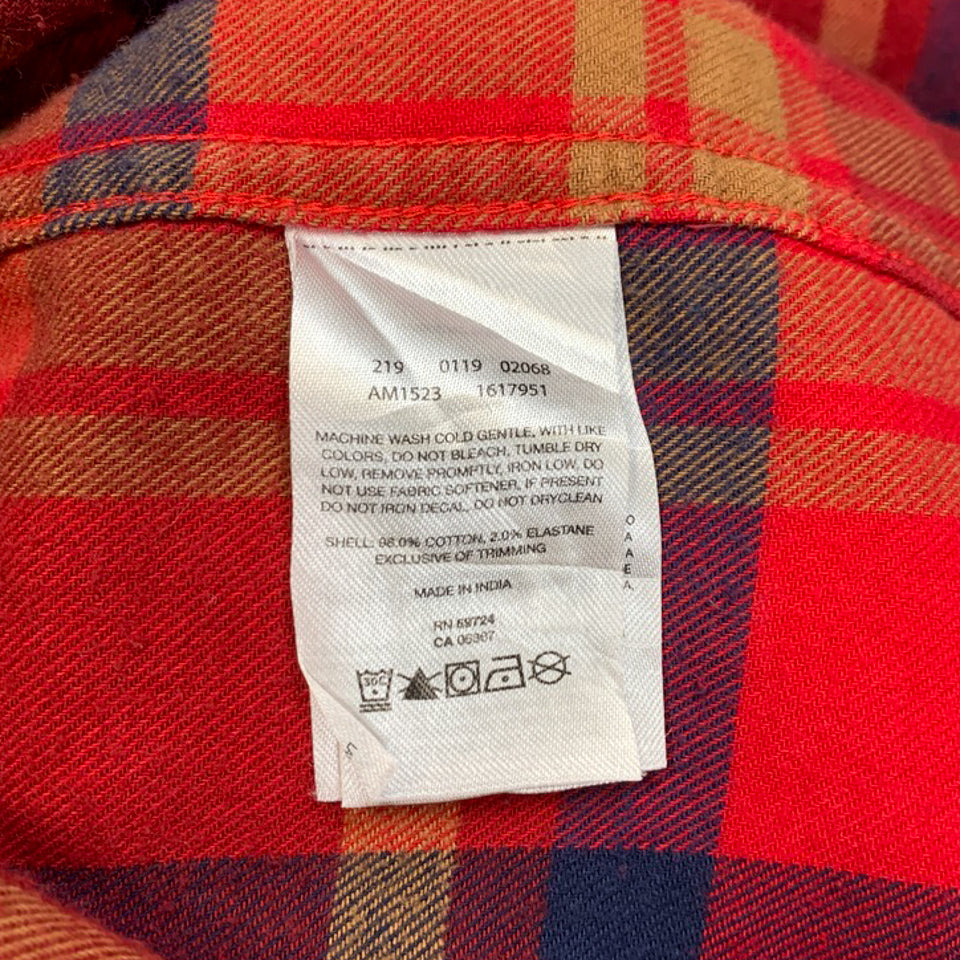 219 0119 02068
AM1523 1617951
MACHINE WASH COLD GENTLE, WITH LIKE
COLORS, DO NOT BLEACH, TUMBLE DRY
LOW, REMOVE PROMPTLY, IRON LOW, DO
NOT USE FABRIC SOFTENER, IF PRESENT
DO NOT IRON DECAL, DO NOT DRYCLEAN
SHELL: 98.0% COTTON, 2.0% ELASTANE
EXCLUSIVE OF TRIMMING
MADE IN INDIA
RN 59724
CA 05367
30C
O
A
A
E
A.